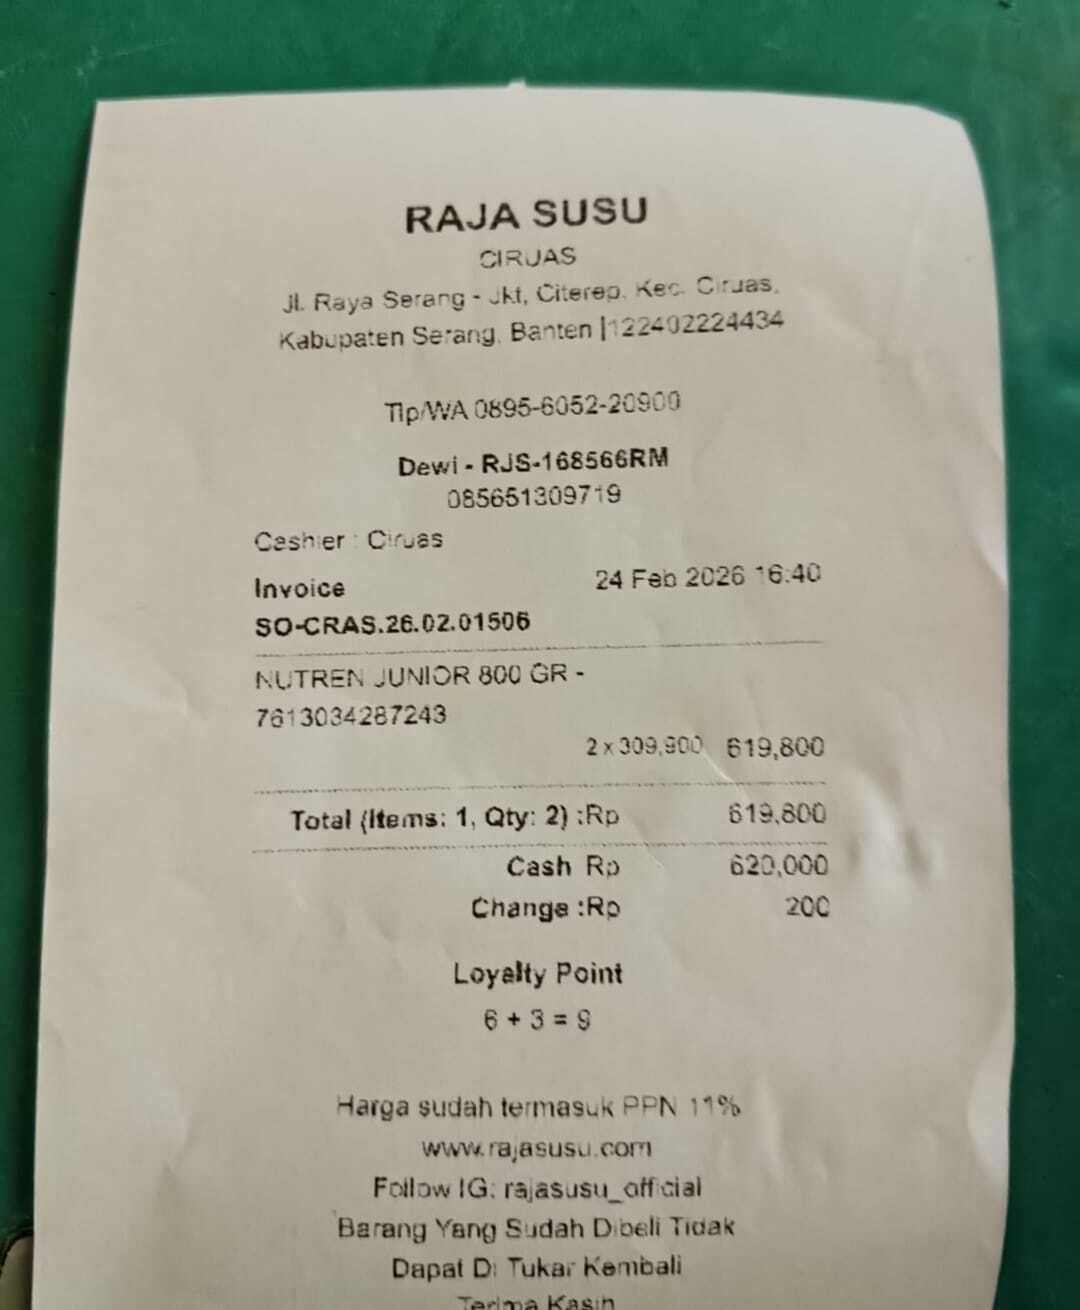 RAJA SUSU
CIRUAS
Jl. Raya Serang - Jkt, Citerep, Kec. Ciruas,
Kabupaten Serang, Banten |122402224434
Tlp/WA 0895-6052-20900
Dewi - RJS-168566RM
085651309719
Cashier : Ciruas
Invoice 24 Feb 2026 16:40
SO-CRAS.26.02.01506
NUTREN JUNIOR 800 GR -
7613034287243
2 x 309,900 619,800
Total (Items: 1, Qty: 2) :Rp 619,800
Cash Rp 620,000
Change :Rp 200
Loyalty Point
6 + 3 = 9
Harga sudah termasuk PPN 11%
www.rajasusu.com
Follow IG: rajasusu_official
Barang Yang Sudah Dibeli Tidak
Dapat Di Tukar Kembali
Terima Kasih